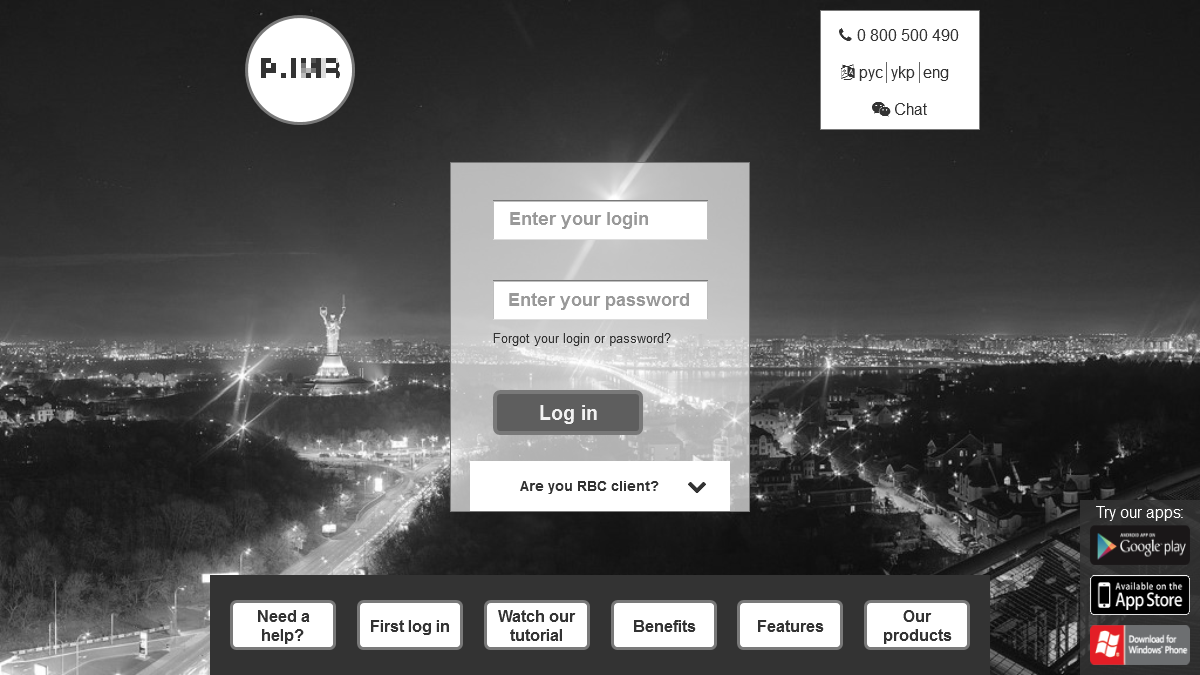 0 800 500 490
рус укр eng
Chat
Enter your login
Enter your password
Forgot your login or password?
Log in
Are you RBC client?
Try our apps:
ANDROID APP ON
Google play
Available on the
App Store
Download for
Windows' Phone
Need a
help?
First log in
Watch our
tutorial
Benefits
Features
Our
products